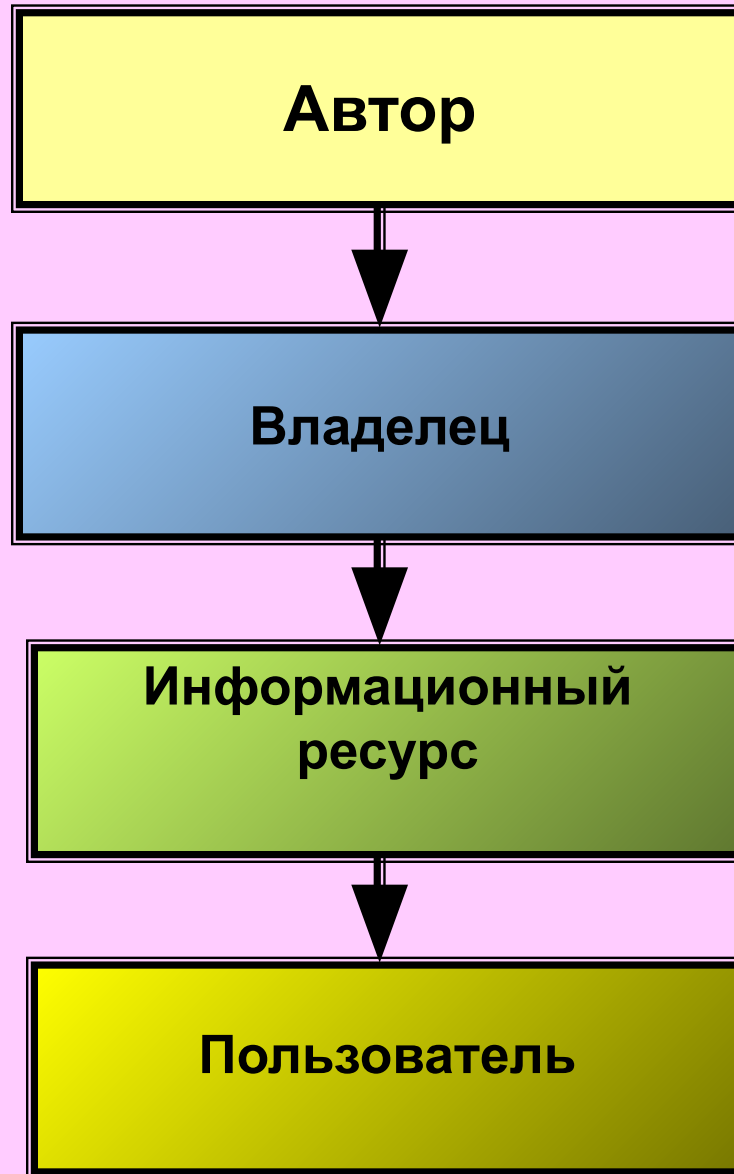 Автор
Владелец
Информационный
ресурс
Пользователь